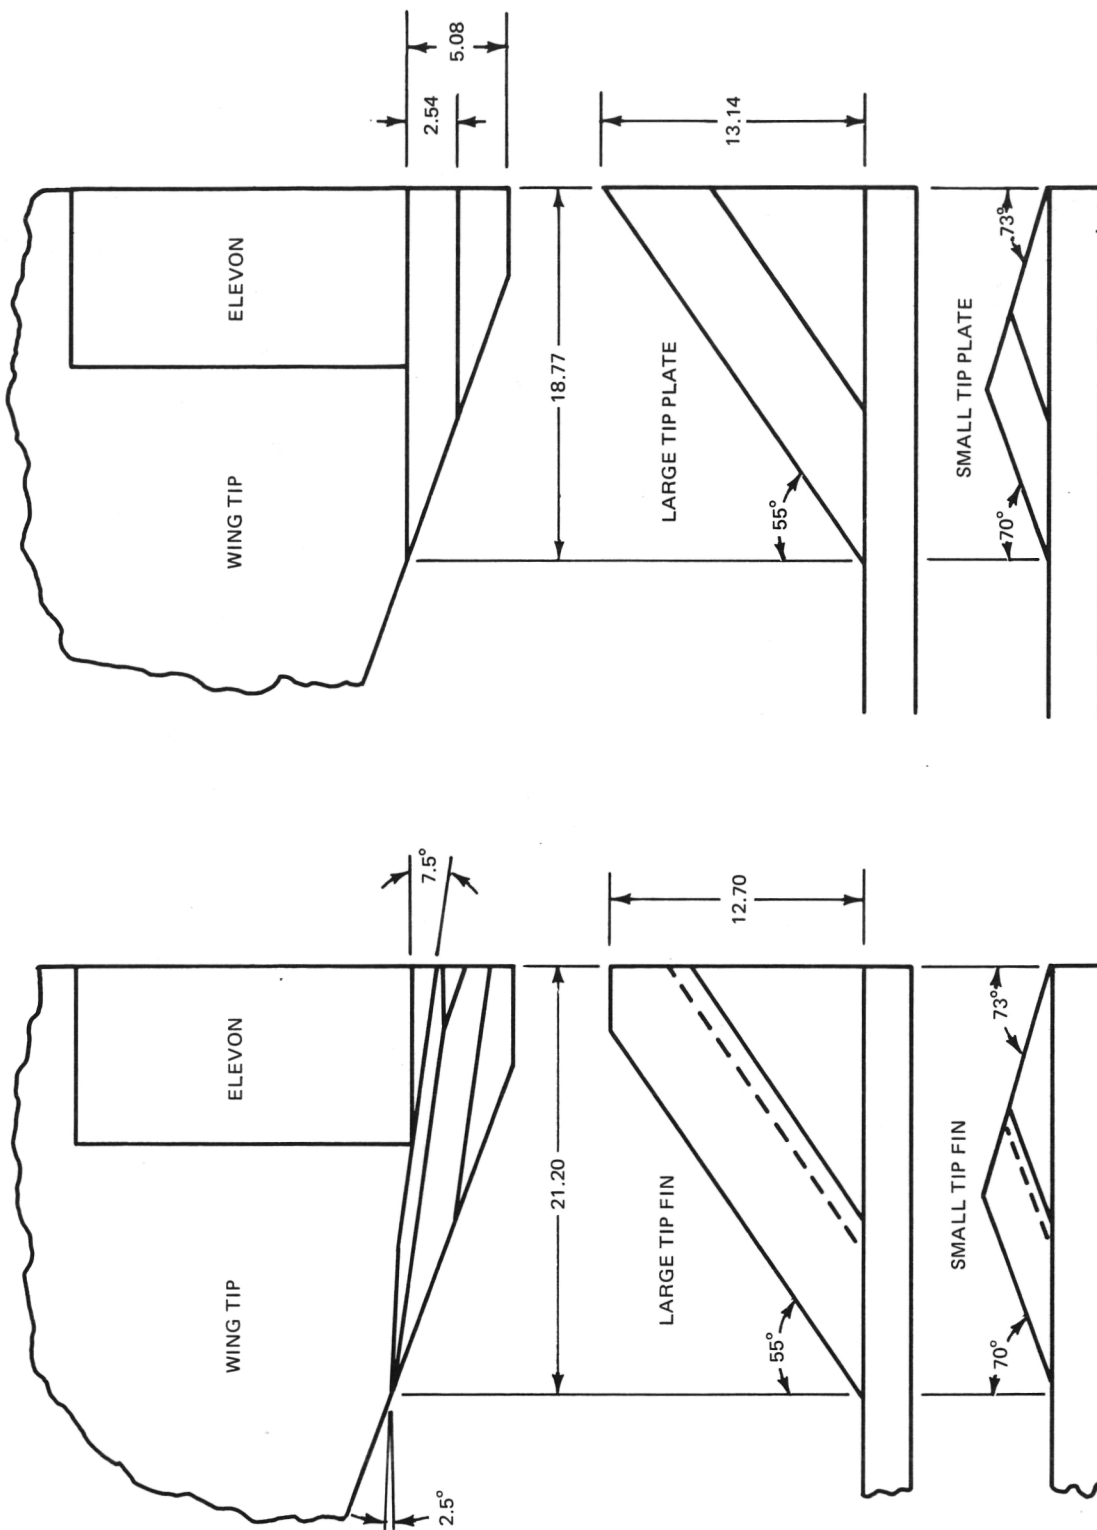 5.08
2.54
ELEVON
WING TIP
18.77
13.14
LARGE TIP PLATE
55°
73°
SMALL TIP PLATE
70°
7.5°
ELEVON
WING TIP
2.5°
21.20
12.70
LARGE TIP FIN
55°
73°
SMALL TIP FIN
70°